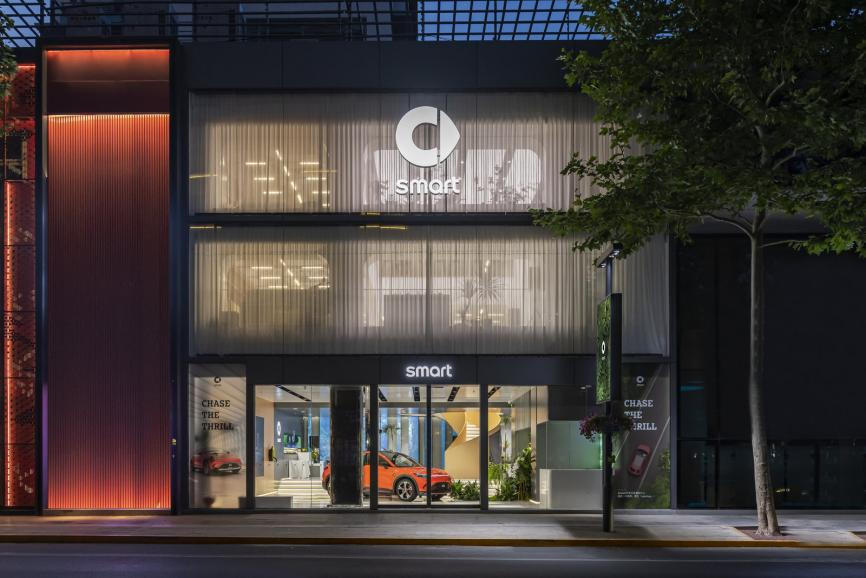 smart
smart
CHASE
THE
THRILL
CHASE
THE
THRILL